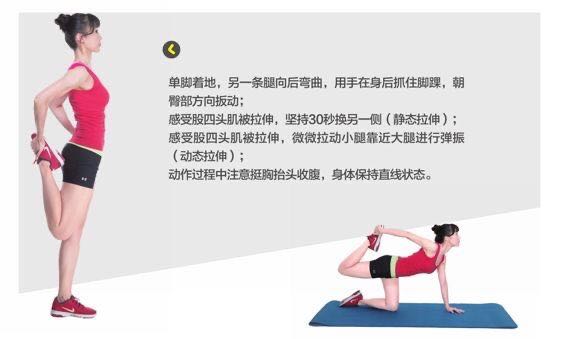 单脚着地，另一条腿向后弯曲，用手在身后抓住脚踝，朝
臀部方向扳动；
感受股四头肌被拉伸，坚持30秒换另一侧（静态拉伸）；
感受股四头肌被拉伸，微微拉动小腿靠近大腿进行弹振
（动态拉伸）；
动作过程中注意挺胸抬头收腹，身体保持直线状态。